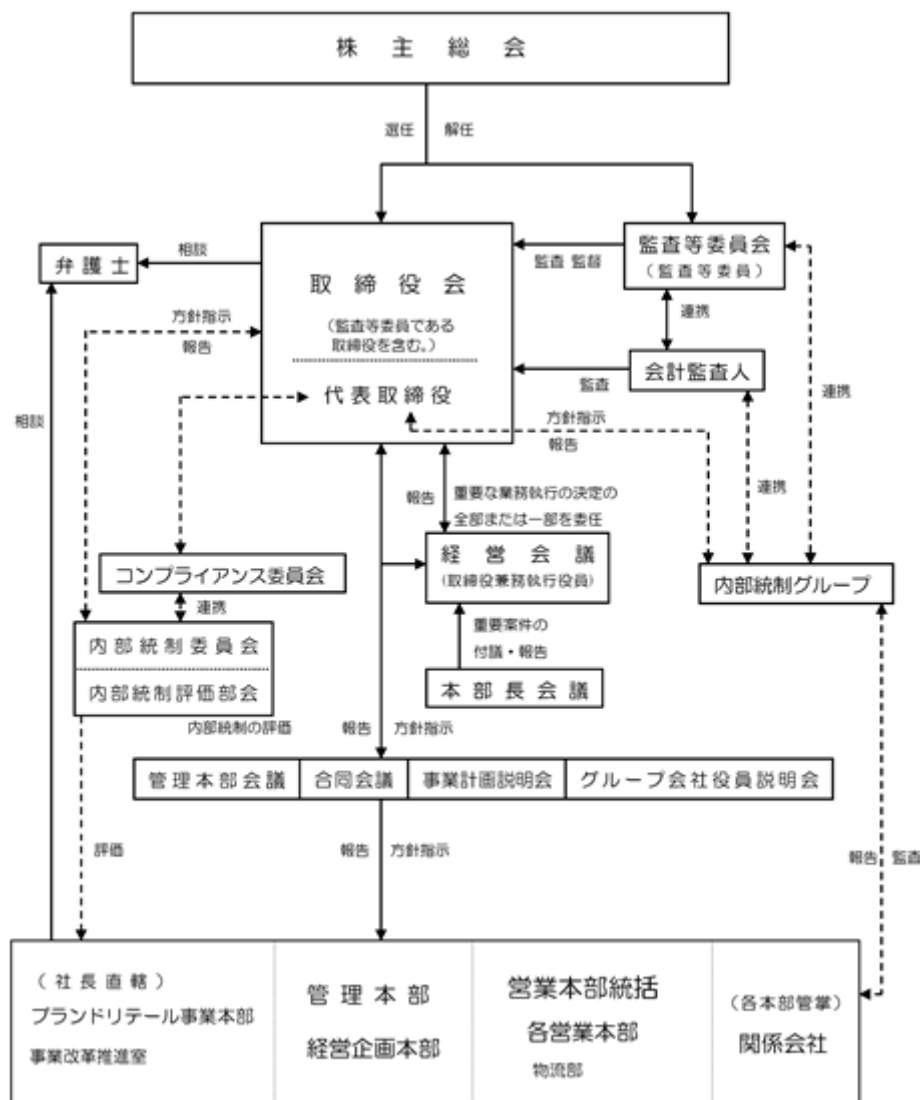 株主総会
選任 解任
弁護士
相談
取締役会
(監査等委員である
取締役を含む。)
代表取締役
監査 監督
監査等委員会
(監査等委員)
連携
監査
会計監査人
方針指示
報告
方針指示
報告
連携
連携
相談
報告
重要な業務執行の決定の
全部または一部を委任
コンプライアンス委員会
連携
経営会議
(取締役兼務執行役員)
内部統制グループ
内部統制委員会
内部統制評価部会
重要案件の
付議・報告
本部長会議
内部統制の評価
報告 方針指示
管理本部会議 合同会議 事業計画説明会 グループ会社役員説明会
評価
報告 方針指示
報告 監査
(社長直轄)
ブランドリテール事業本部
事業改革推進室
管理本部
経営企画本部
営業本部統括
各営業本部
物流部
(各本部管掌)
関係会社